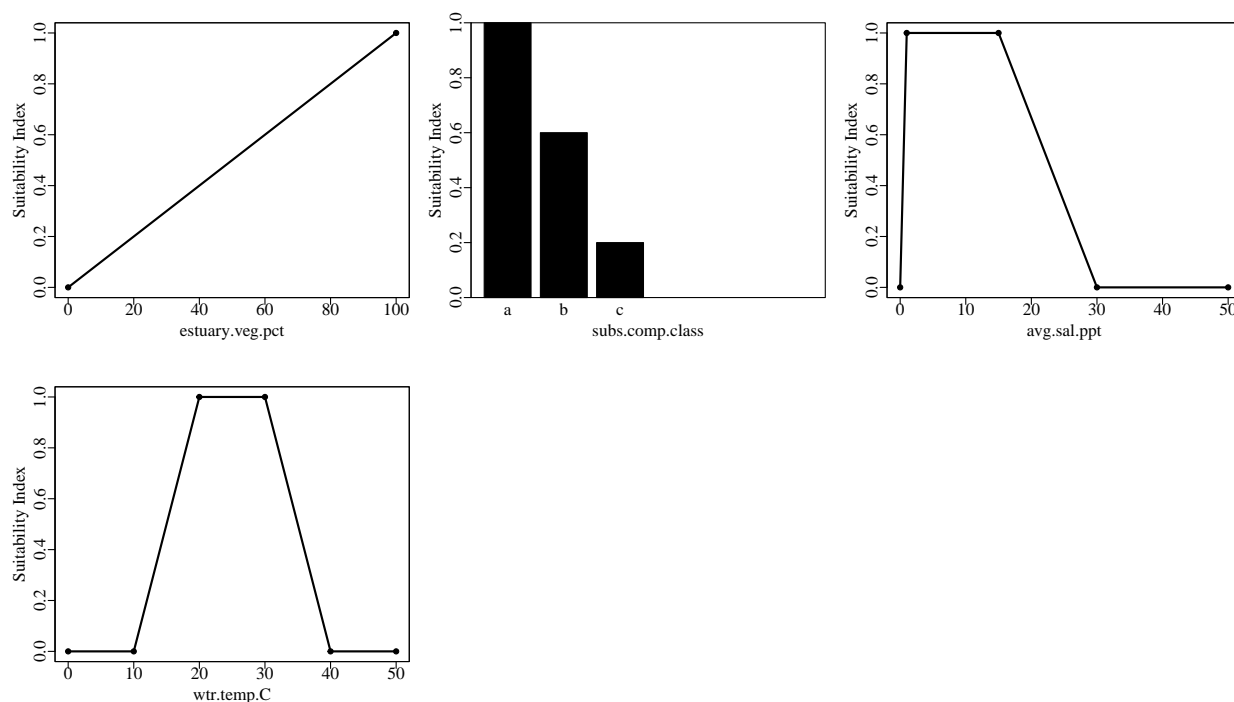 Suitability Index
0.0 0.2 0.4 0.6 0.8 1.0
0 20 40 60 80 100
estuary.veg.pct
Suitability Index
0.0 0.2 0.4 0.6 0.8 1.0
a b c
subs.comp.class
Suitability Index
0.0 0.2 0.4 0.6 0.8 1.0
0 10 20 30 40 50
avg.sal.ppt
Suitability Index
0.0 0.2 0.4 0.6 0.8 1.0
0 10 20 30 40 50
wtr.temp.C